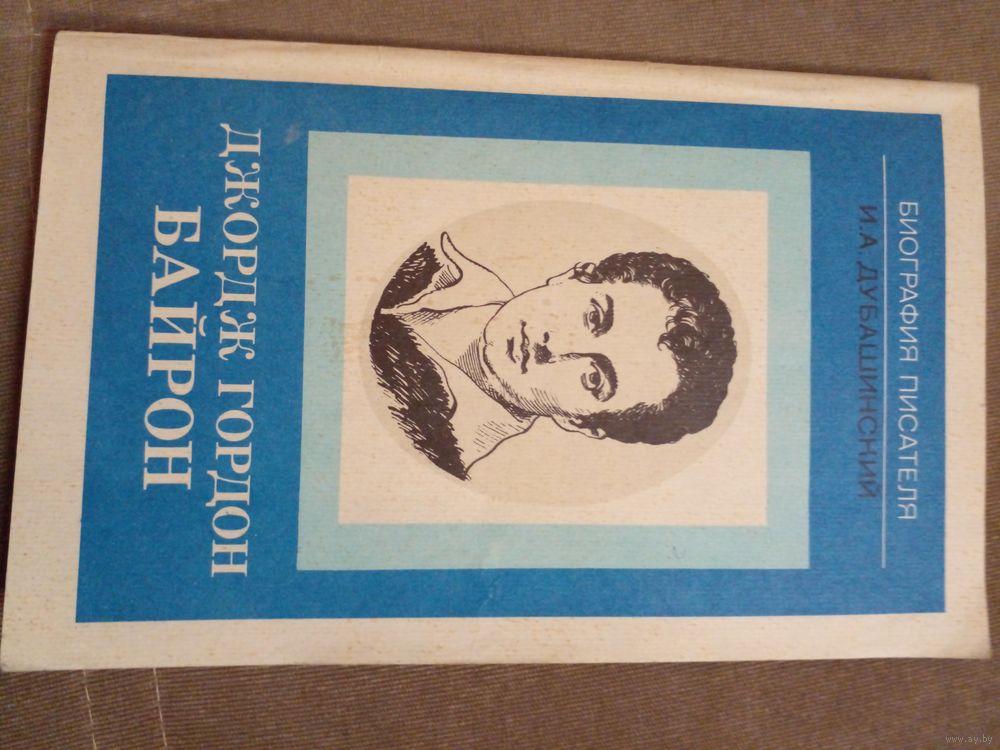 БИОГРАФИЯ ПИСАТЕЛЯ
И.А. ДУБАШИНСКИЙ
ДЖОРДЖ ГОРДОН
БАЙРОН
www.ay.by